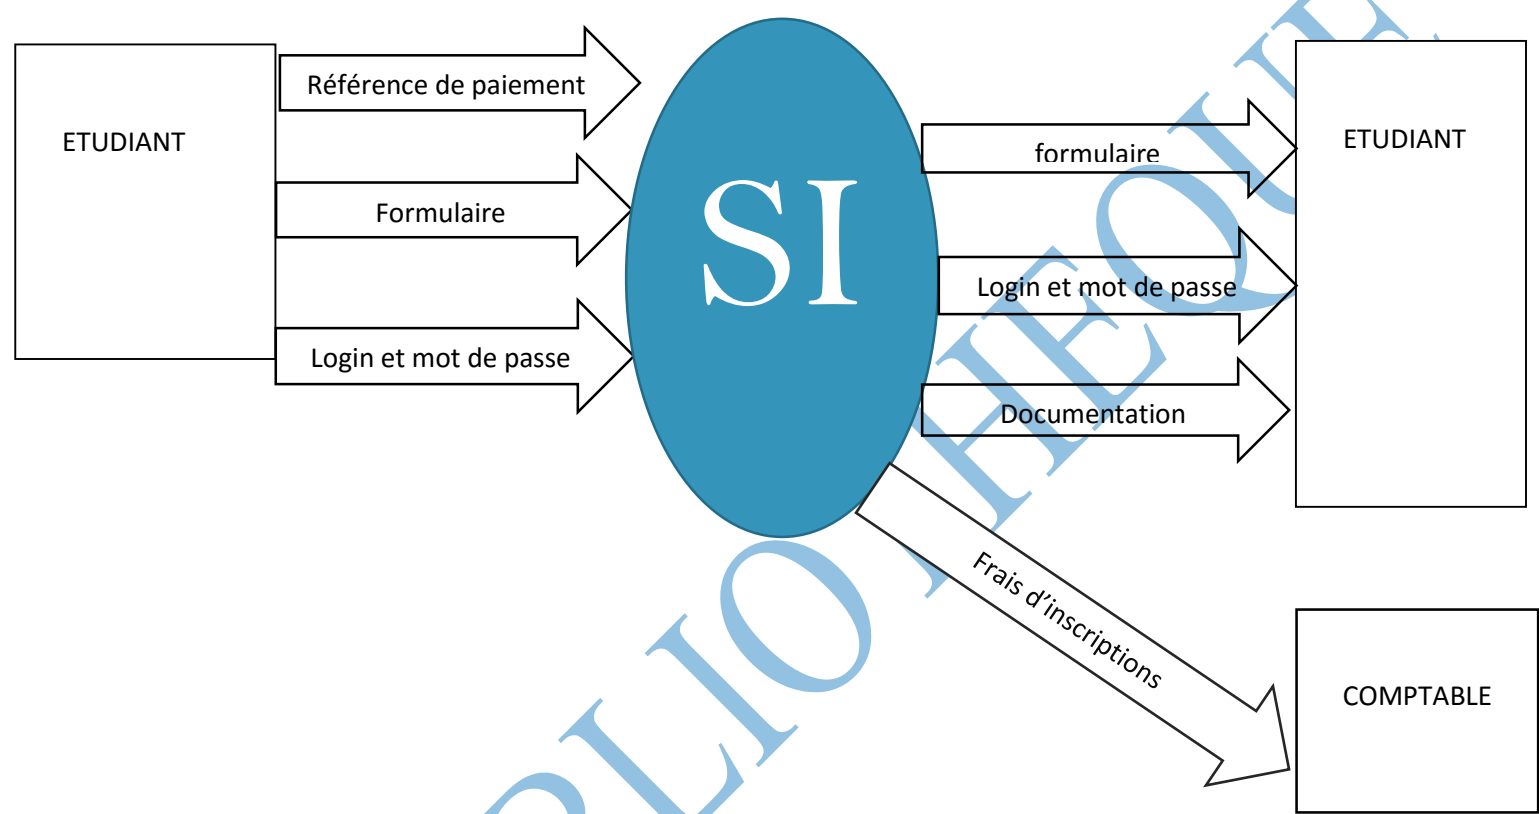 ETUDIANT
Référence de paiement
Formulaire
Login et mot de passe
SI
formulaire
Login et mot de passe
Documentation
Frais d’inscriptions
ETUDIANT
COMPTABLE
BLIOTHEQUE